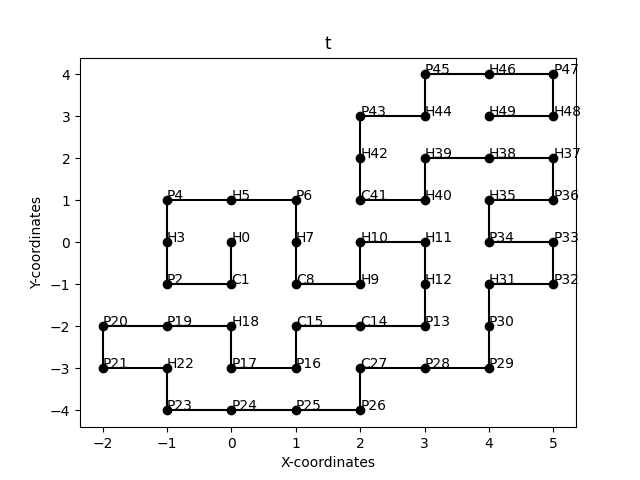 t
4 P45 H46 P47
3 P43 H44 H49 H48
2 H42 H39 H38 H37
1 P4 H5 P6 C41 H40 H35 P36
0 H3 H0 H7 H10 H11 P34 P33
−1 P2 C1 C8 H9 H12 H31 P32
−2 P20 P19 H18 C15 C14 P13 P30
−3 P21 H22 P17 P16 C27 P28 P29
−4 P23 P24 P25 P26
−2 −1 0 1 2 3 4 5
X-coordinates
Y-coordinates